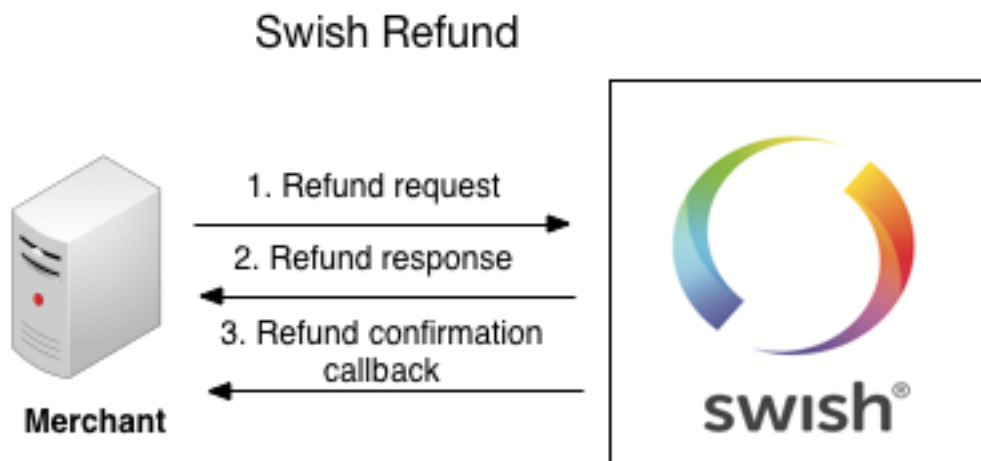 Swish Refund
1. Refund request
2. Refund response
3. Refund confirmation
callback
Merchant
swish®